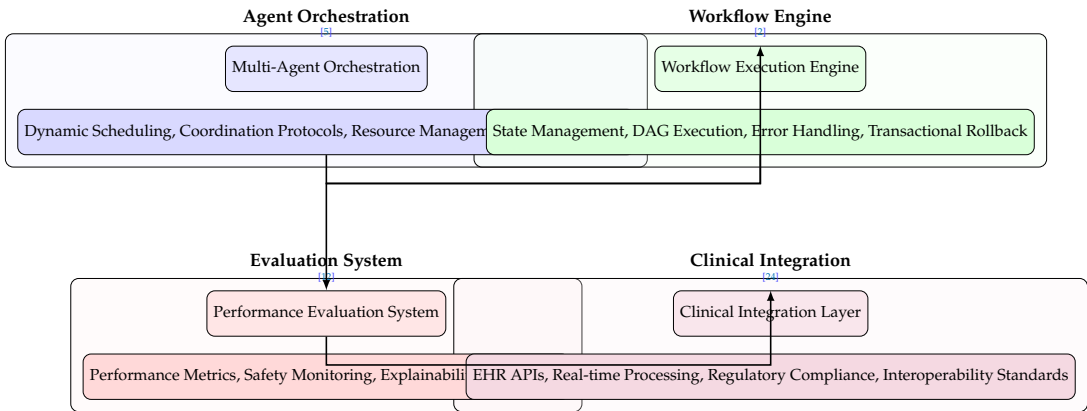 Agent Orchestration
[5]
Multi-Agent Orchestration
Dynamic Scheduling, Coordination Protocols, Resource Managem
Workflow Engine
[2]
Workflow Execution Engine
State Management, DAG Execution, Error Handling, Transactional Rollback
Evaluation System
Performance Evaluation System
Performance Metrics, Safety Monitoring, Explainabili
Clinical Integration
[24]
Clinical Integration Layer
EHR APIs, Real-time Processing, Regulatory Compliance, Interoperability Standards